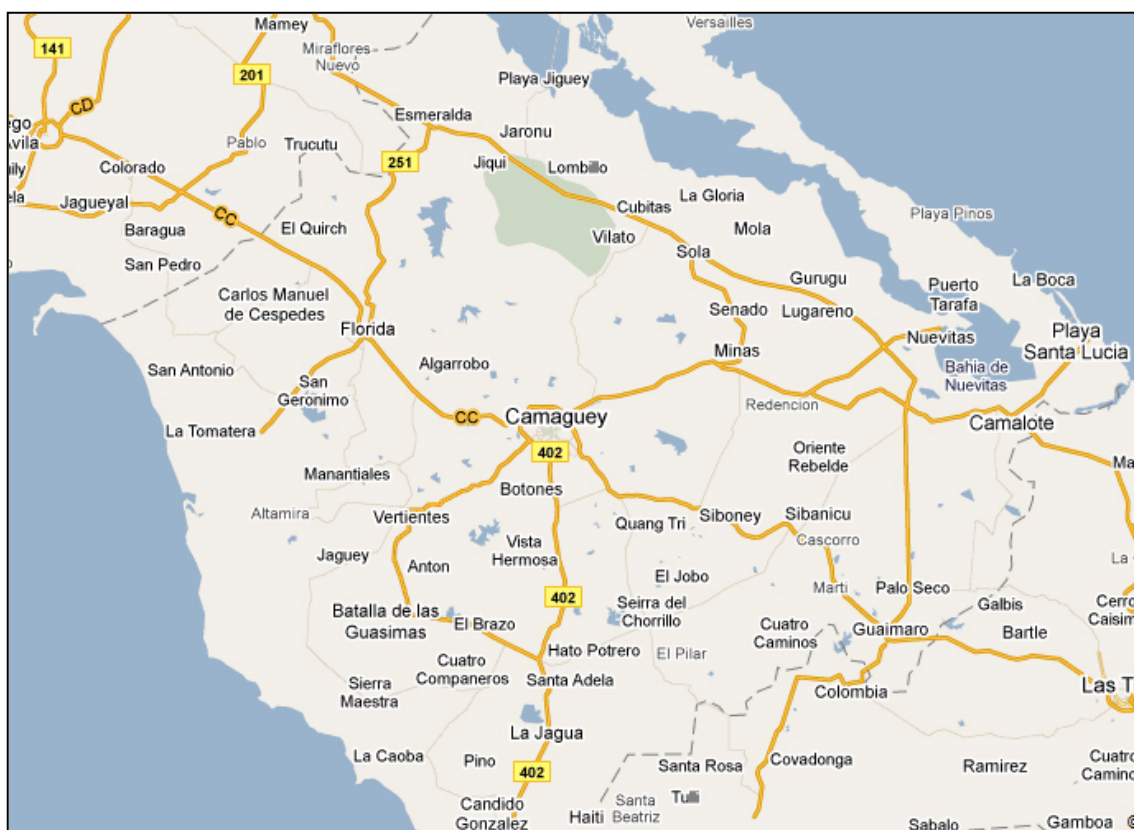 Mamey
Versailles
141
Miraflores
Nuevo
201
Playa Jiguey
CD
Esmeralda
Jaronu
Pablo
Trucutu
251
Colorado
Jiqui
Lombillo
Jagueyal
CC
La Gloria
Cubitas
Playa Pinos
Baragua
El Quirch
Vilato
Mola
Sola
San Pedro
Gurugu
La Boca
Puerto
Tarafa
Carlos Manuel
de Cespedes
Senado
Lugareno
Florida
Nuevitas
Playa
Santa Lucia
Minas
Algarrobo
San Antonio
Bahia de
Nuevitas
San
Geronimo
Redencion
CC
Camaguey
Camalote
La Tomatera
402
Oriente
Rebelde
Manantiales
Botones
Altamira
Vertientes
Quang Tri
Siboney
Sibanicu
Cascorro
Jaguey
Anton
Vista
Hermosa
El Jobo
Marti
Palo Seco
402
Batalla de las
Guasimas
El Brazo
Seirra del
Chorrillo
Galbis
Cerro
Caisim
Cuatro
Caminos
Guaimaro
Bartle
Hato Potrero
El Pilar
Cuatro
Companeros
Santa Adela
Sierra
Maestra
Colombia
Las T
La Jagua
La Caoba
Pino
402
Santa Rosa
Covadonga
Ramirez
Cuatro
Camino
Tulli
Candido
Gonzalez
Haiti
Santa
Beatriz
Sabalo
Gamboa